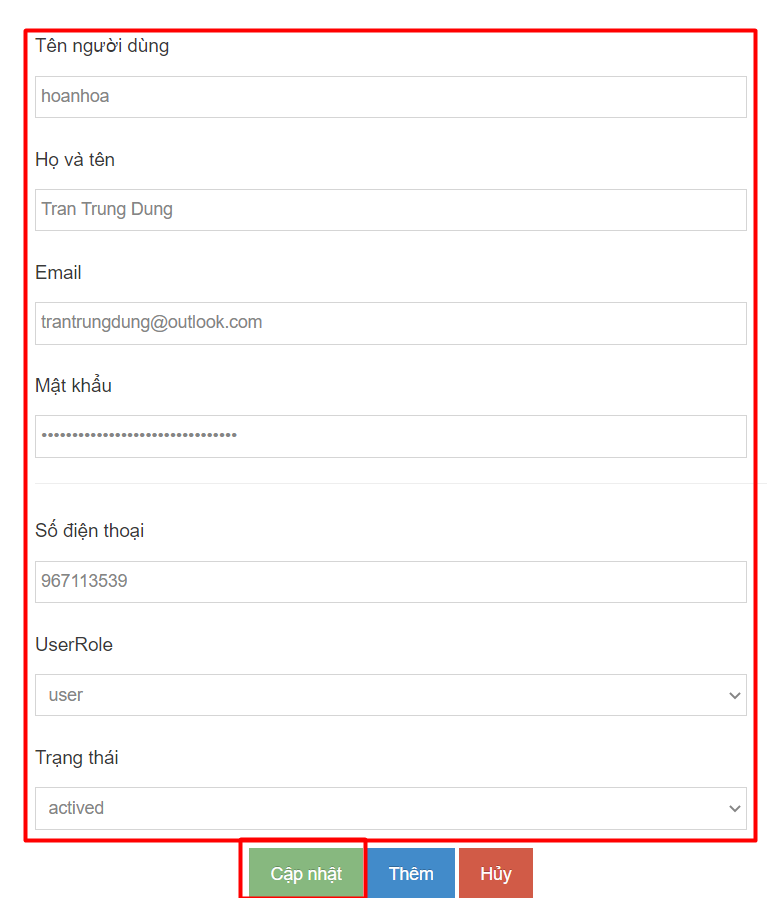 Tên người dùng
hoanhoa
Họ và tên
Tran Trung Dung
Email
trantrungdung@outlook.com
Mật khẩu
••••••••••••••••••••••••••••••••
Số điện thoại
967113539
UserRole
user
Trạng thái
actived
Cập nhật Thêm Hủy